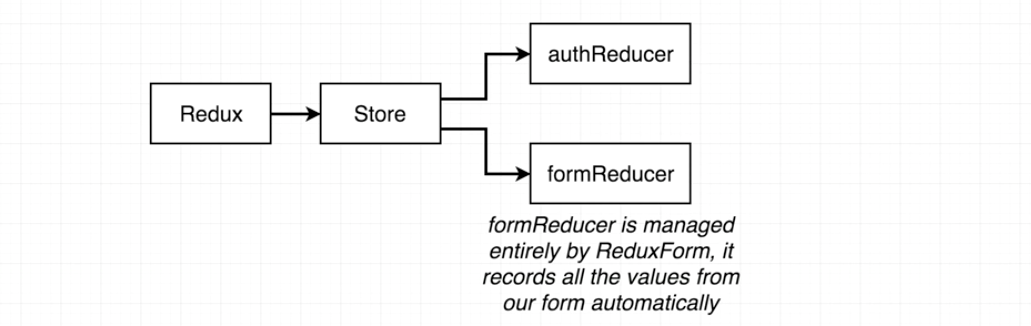 authReducer
Redux
Store
formReducer
formReducer is managed
entirely by ReduxForm, it
records all the values from
our form automatically